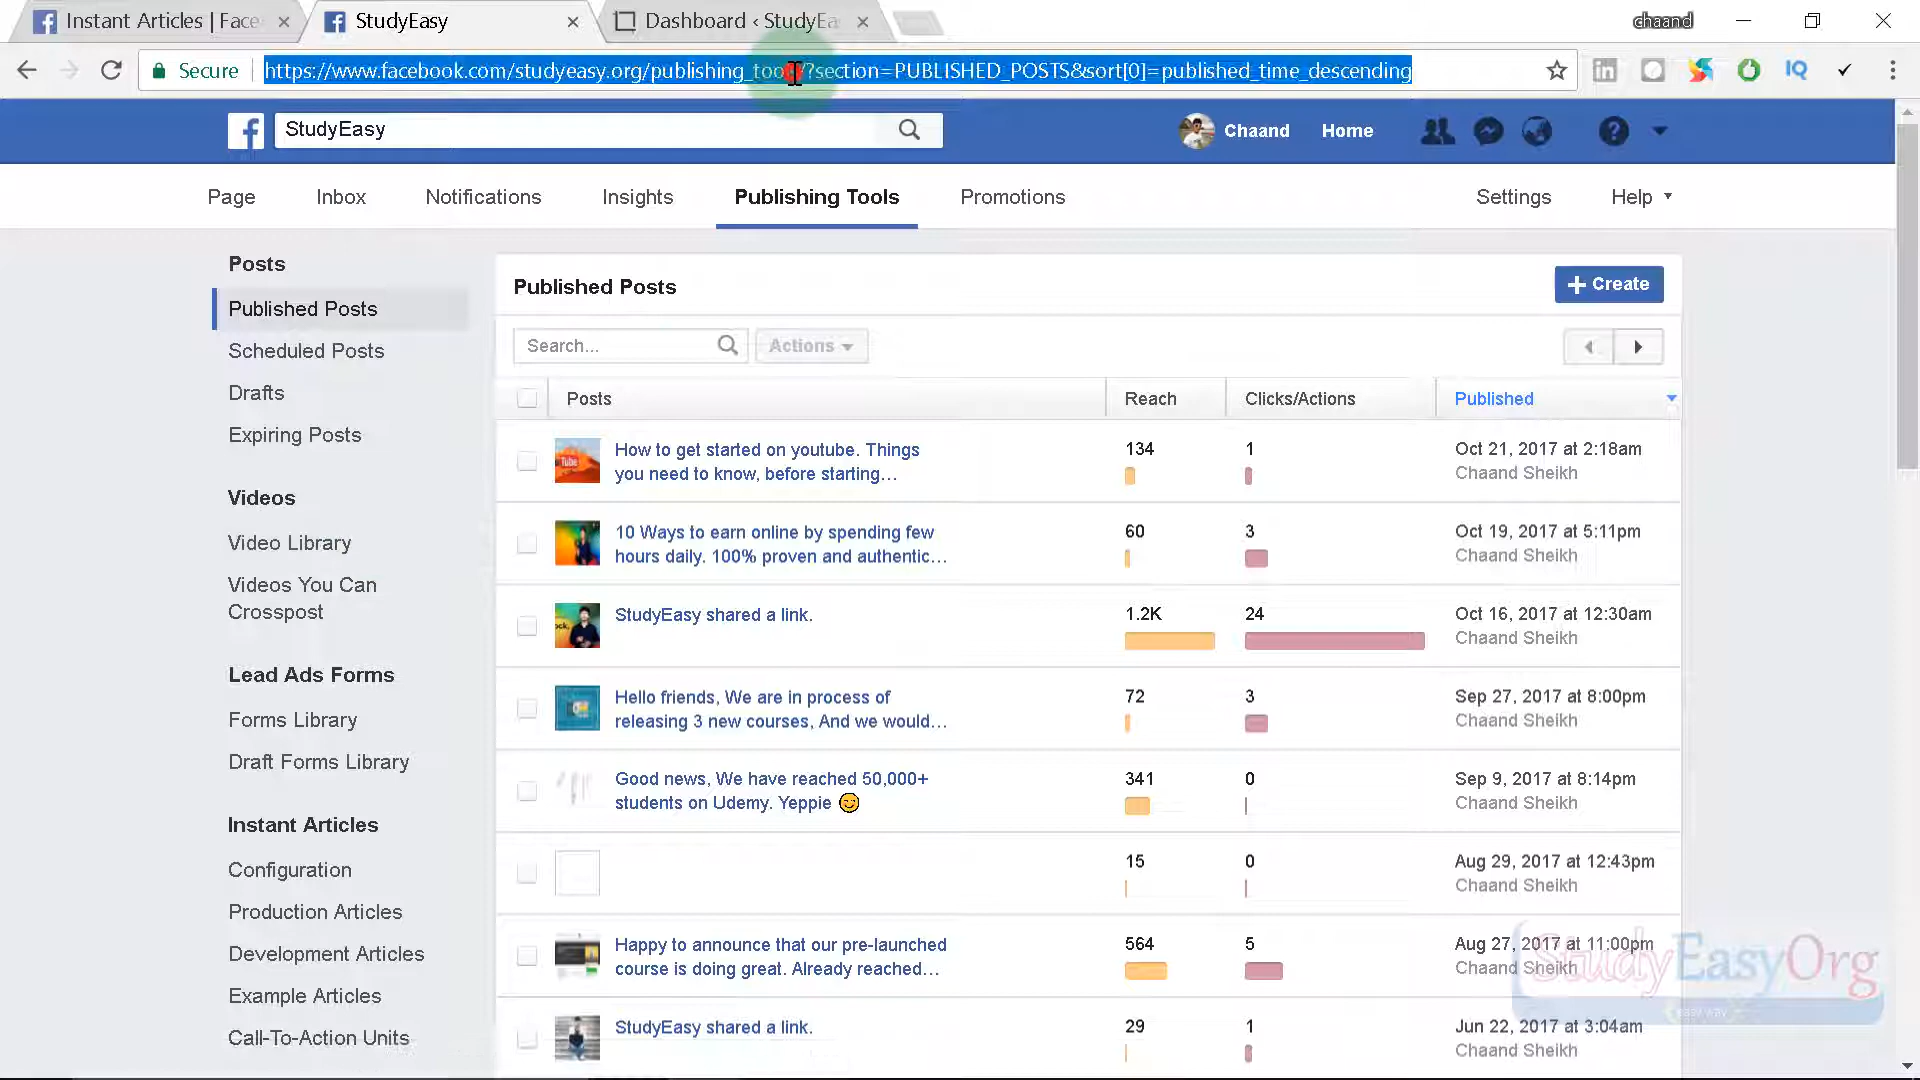 Instant Articles | Face
StudyEasy
Dashboard ‹ StudyEa
chaand
Secure
https://www.facebook.com/studyeasy.org/publishing_tools/?section=PUBLISHED_POSTS&sort[0]=published_time_descending
IQ
StudyEasy
Chaand
Home
Page
Inbox
Notifications
Insights
Publishing Tools
Promotions
Settings
Help
Posts
Published Posts
Scheduled Posts
Drafts
Expiring Posts
Videos
Video Library
Videos You Can
Crosspost
Lead Ads Forms
Forms Library
Draft Forms Library
Instant Articles
Configuration
Production Articles
Development Articles
Example Articles
Call-To-Action Units
Published Posts
+ Create
Search...
Actions
Posts
Reach
Clicks/Actions
Published
How to get started on youtube. Things
you need to know, before starting...
134
1
Oct 21, 2017 at 2:18am
Chaand Sheikh
10 Ways to earn online by spending few
hours daily. 100% proven and authentic...
60
3
Oct 19, 2017 at 5:11pm
Chaand Sheikh
StudyEasy shared a link.
1.2K
24
Oct 16, 2017 at 12:30am
Chaand Sheikh
Hello friends, We are in process of
releasing 3 new courses, And we would...
72
3
Sep 27, 2017 at 8:00pm
Chaand Sheikh
Good news, We have reached 50,000+
students on Udemy. Yeppie 😊
341
0
Sep 9, 2017 at 8:14pm
Chaand Sheikh
15
0
Aug 29, 2017 at 12:43pm
Chaand Sheikh
Happy to announce that our pre-launched
course is doing great. Already reached...
564
5
Aug 27, 2017 at 11:00pm
Chaand Sheikh
StudyEasy shared a link.
29
1
Jun 22, 2017 at 3:04am
Chaand Sheikh
StudyEasyOrg
easy way